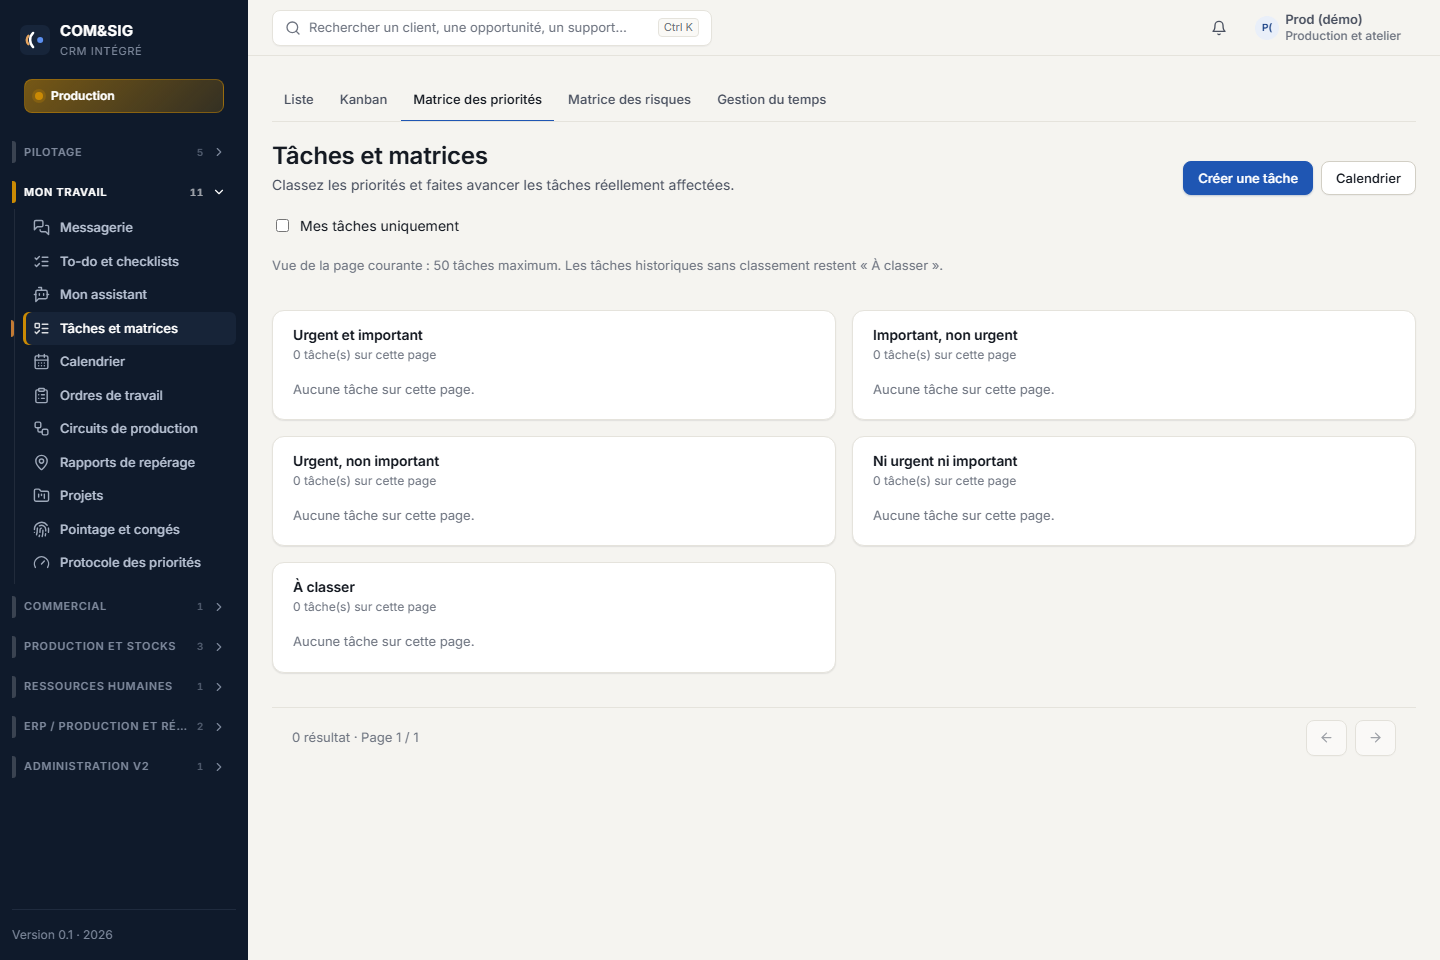 COM&SIG
CRM INTÉGRÉ
Production
PILOTAGE 5
MON TRAVAIL 11
Messagerie
To-do et checklists
Mon assistant
Tâches et matrices
Calendrier
Ordres de travail
Circuits de production
Rapports de repérage
Projets
Pointage et congés
Protocole des priorités
COMMERCIAL 1
PRODUCTION ET STOCKS 3
RESSOURCES HUMAINES 1
ERP / PRODUCTION ET RÉ... 2
ADMINISTRATION V2 1
Version 0.1 · 2026
Rechercher un client, une opportunité, un support... Ctrl K
P( Prod (démo)
Production et atelier
Liste Kanban Matrice des priorités Matrice des risques Gestion du temps
Tâches et matrices
Classez les priorités et faites avancer les tâches réellement affectées.
Créer une tâche Calendrier
Mes tâches uniquement
Vue de la page courante : 50 tâches maximum. Les tâches historiques sans classement restent « À classer ».
Urgent et important
0 tâche(s) sur cette page
Aucune tâche sur cette page.
Important, non urgent
0 tâche(s) sur cette page
Aucune tâche sur cette page.
Urgent, non important
0 tâche(s) sur cette page
Aucune tâche sur cette page.
Ni urgent ni important
0 tâche(s) sur cette page
Aucune tâche sur cette page.
À classer
0 tâche(s) sur cette page
Aucune tâche sur cette page.
0 résultat · Page 1 / 1